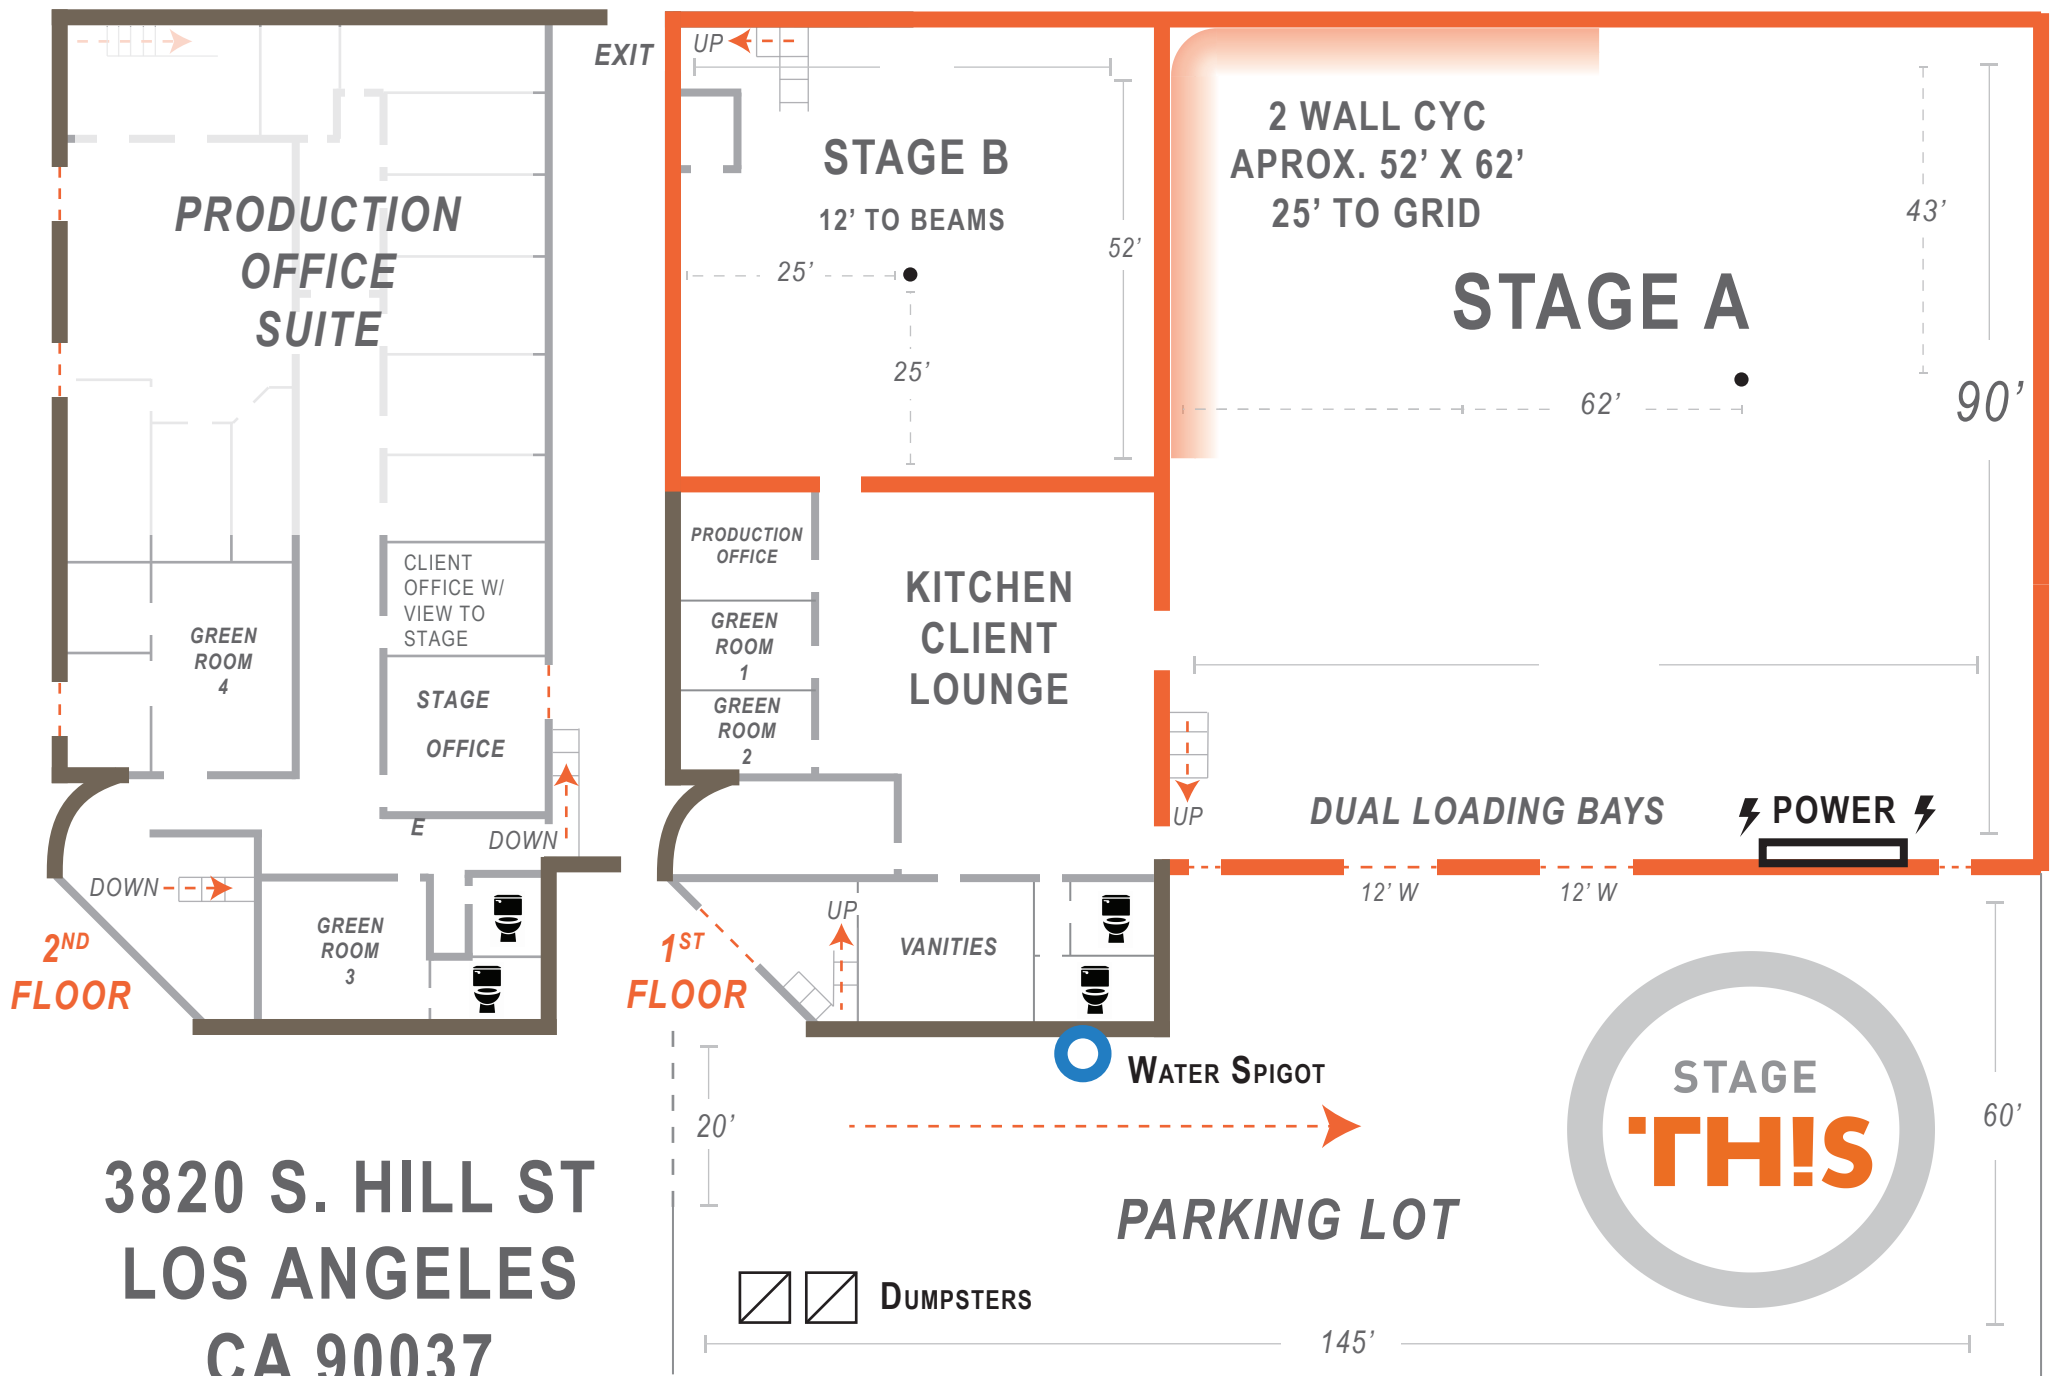 EXIT
UP
PRODUCTION
OFFICE
SUITE
STAGE B
12’ TO BEAMS
25’
25’
52’
2 WALL CYC
APROX. 52’ X 62’
25’ TO GRID
STAGE A
43’
62’
90’
CLIENT
OFFICE W/
VIEW TO
STAGE
GREEN
ROOM
4
STAGE
OFFICE
E
DOWN
DOWN
GREEN
ROOM
3
2ND
FLOOR
PRODUCTION
OFFICE
GREEN
ROOM
1
GREEN
ROOM
2
KITCHEN
CLIENT
LOUNGE
UP
DUAL LOADING BAYS
POWER
12’ W
12’ W
UP
VANITIES
1ST
FLOOR
WATER SPIGOT
20’
60’
STAGE
TH!S
PARKING LOT
DUMPSTERS
145’
3820 S. HILL ST
LOS ANGELES
CA 90037